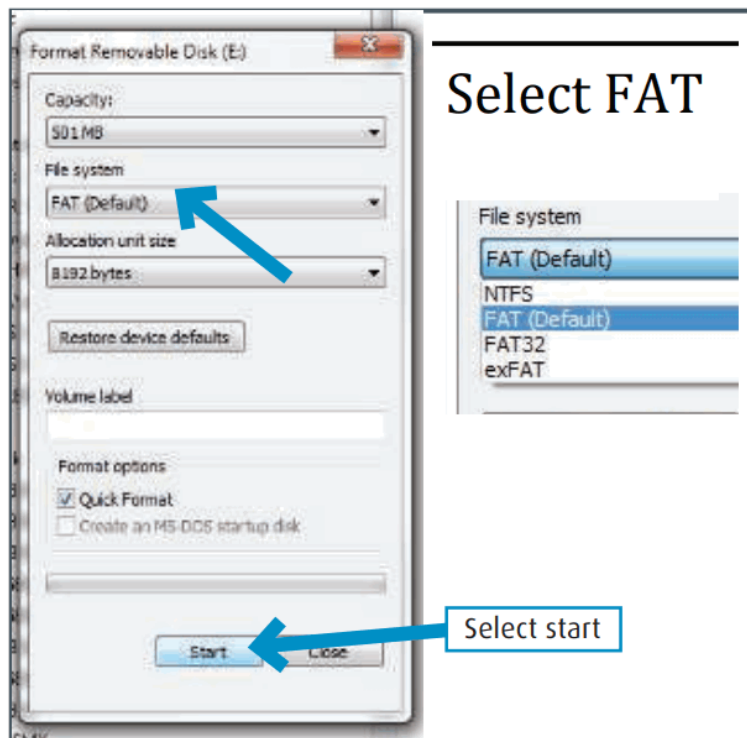 Format Removable Disk (E:)
Capacity:
501 MB
File system
FAT (Default)
Allocation unit size
8192 bytes
Restore device defaults
Volume label
Format options
Quick Format
Create an MS-DOS startup disk
Start
Close
Select FAT
File system
FAT (Default)
NTFS
FAT (Default)
FAT32
exFAT
Select start